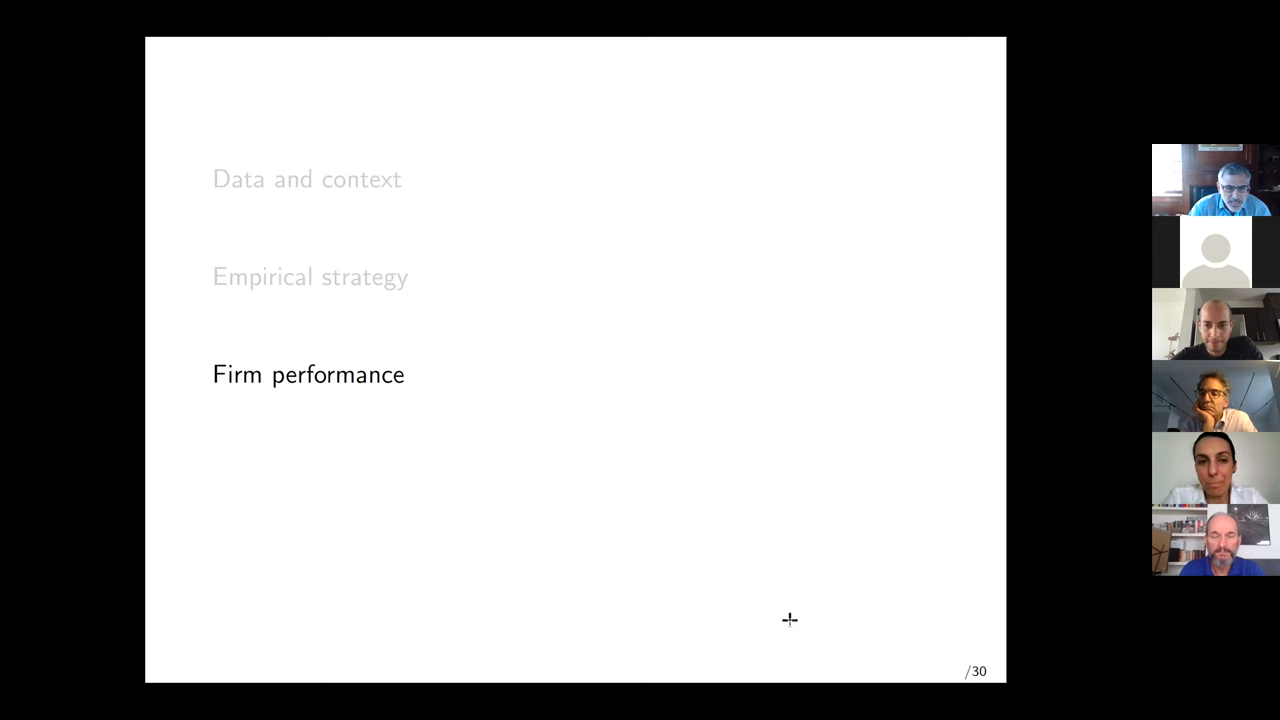 Data and context
Empirical strategy
Firm performance
/30